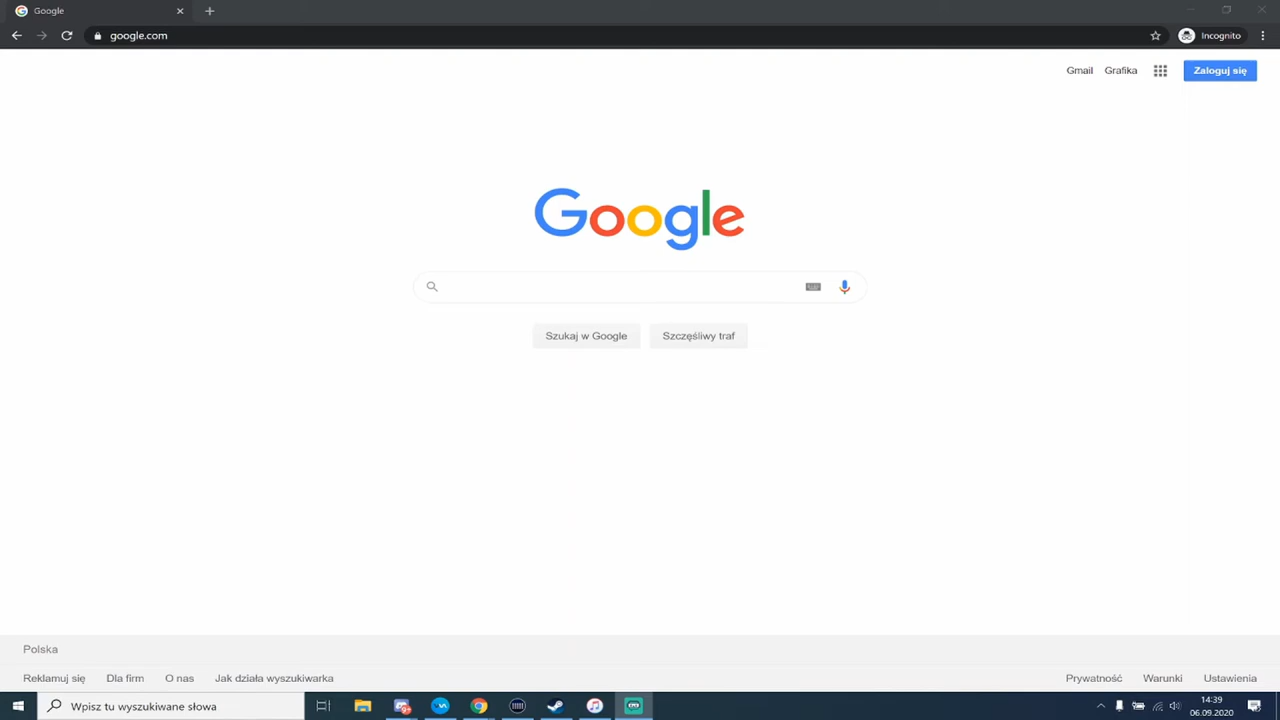 Google
google.com
Incognito
Gmail
Grafika
Zaloguj się
Google
Szukaj w Google
Szczęśliwy traf
Polska
Reklamuj się
Dla firm
O nas
Jak działa wyszukiwarka
Prywatność
Warunki
Ustawienia
Wpisz tu wyszukiwane słowa
14:39
06.09.2020